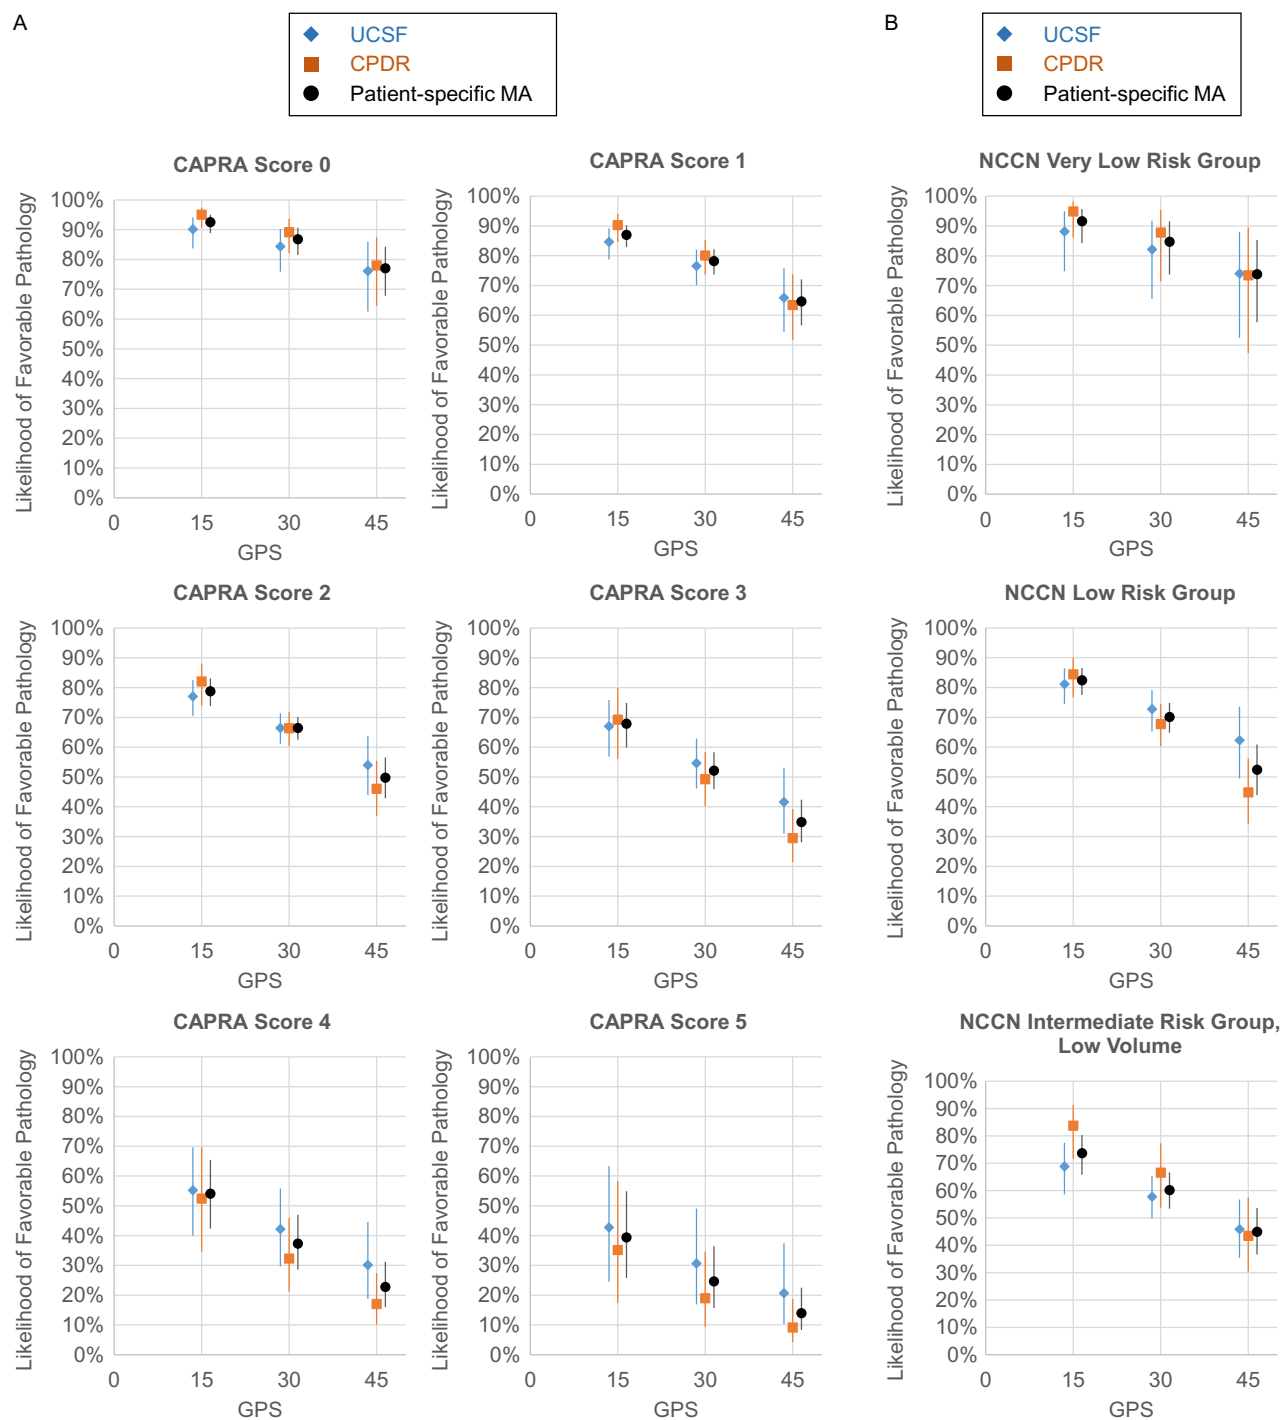 A
UCSF
CPDR
Patient-specific MA
B
UCSF
CPDR
Patient-specific MA
CAPRA Score 0
Likelihood of Favorable Pathology
100%
90%
80%
70%
60%
50%
40%
30%
20%
10%
0%
0 15 30 45
GPS
CAPRA Score 1
Likelihood of Favorable Pathology
100%
90%
80%
70%
60%
50%
40%
30%
20%
10%
0%
0 15 30 45
GPS
NCCN Very Low Risk Group
Likelihood of Favorable Pathology
100%
90%
80%
70%
60%
50%
40%
30%
20%
10%
0%
0 15 30 45
GPS
CAPRA Score 2
Likelihood of Favorable Pathology
100%
90%
80%
70%
60%
50%
40%
30%
20%
10%
0%
0 15 30 45
GPS
CAPRA Score 3
Likelihood of Favorable Pathology
100%
90%
80%
70%
60%
50%
40%
30%
20%
10%
0%
0 15 30 45
GPS
NCCN Low Risk Group
Likelihood of Favorable Pathology
100%
90%
80%
70%
60%
50%
40%
30%
20%
10%
0%
0 15 30 45
GPS
CAPRA Score 4
Likelihood of Favorable Pathology
100%
90%
80%
70%
60%
50%
40%
30%
20%
10%
0%
0 15 30 45
GPS
CAPRA Score 5
Likelihood of Favorable Pathology
100%
90%
80%
70%
60%
50%
40%
30%
20%
10%
0%
0 15 30 45
GPS
NCCN Intermediate Risk Group,
Low Volume
Likelihood of Favorable Pathology
100%
90%
80%
70%
60%
50%
40%
30%
20%
10%
0%
0 15 30 45
GPS